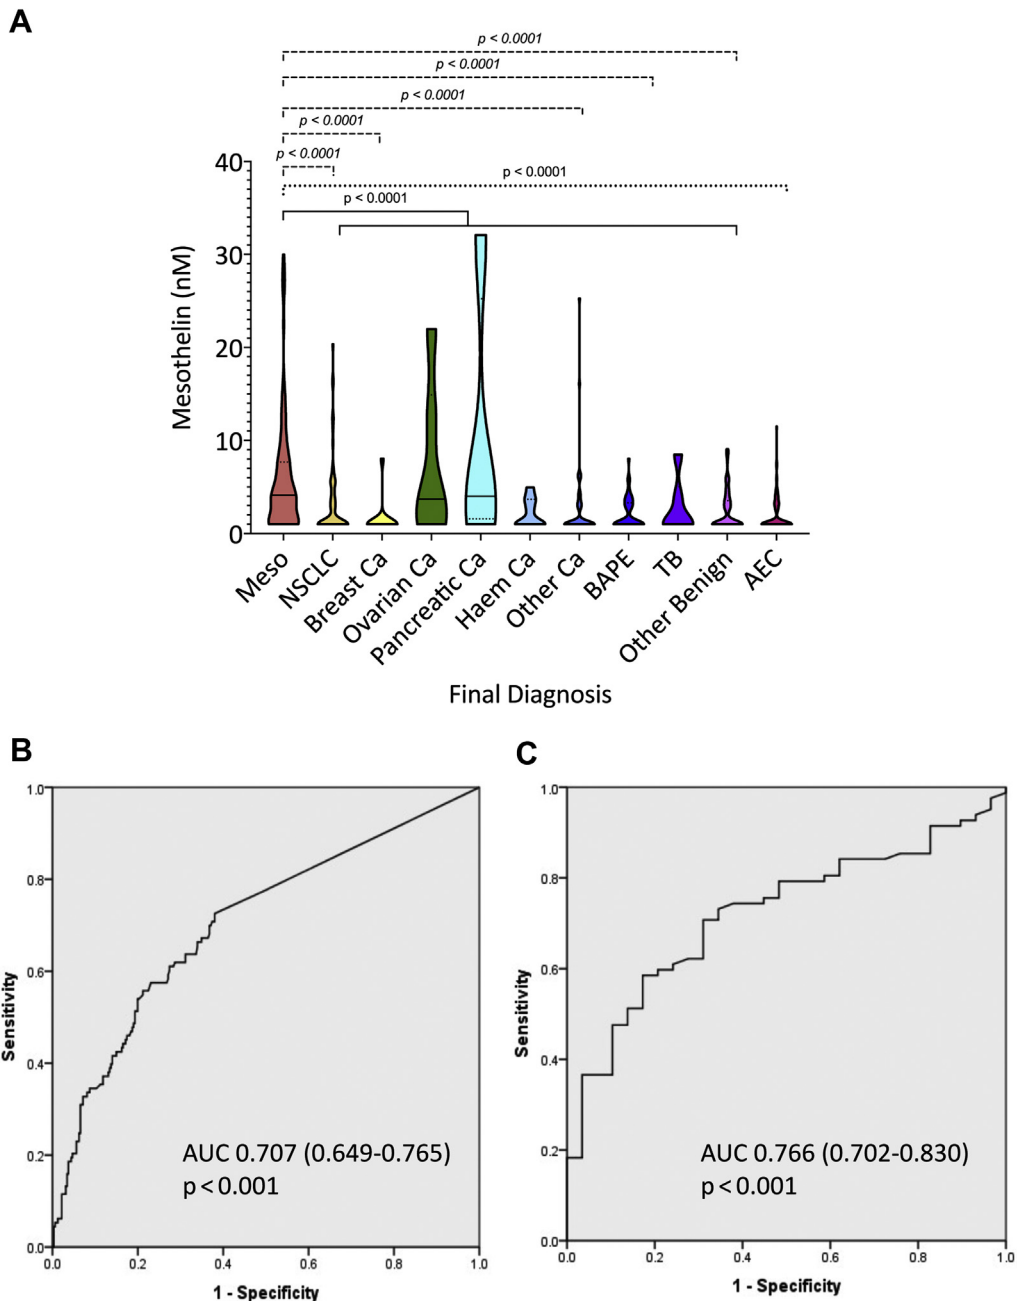 A
p < 0.0001
p < 0.0001
p < 0.0001
p < 0.0001
p < 0.0001
p < 0.0001
p < 0.0001
40
30
20
10
0
Mesothelin (nM)
Meso
NSCLC
Breast Ca
Ovarian Ca
Pancreatic Ca
Haem Ca
Other Ca
BAPE
TB
Other Benign
AEC
Final Diagnosis
B
1.0
0.8
0.6
0.4
0.2
0.0
Sensitivity
AUC 0.707 (0.649-0.765)
p < 0.001
0.0 0.2 0.4 0.6 0.8 1.0
1 - Specificity
C
1.0
0.8
0.6
0.4
0.2
0.0
Sensitivity
AUC 0.766 (0.702-0.830)
p < 0.001
0.0 0.2 0.4 0.6 0.8 1.0
1 - Specificity